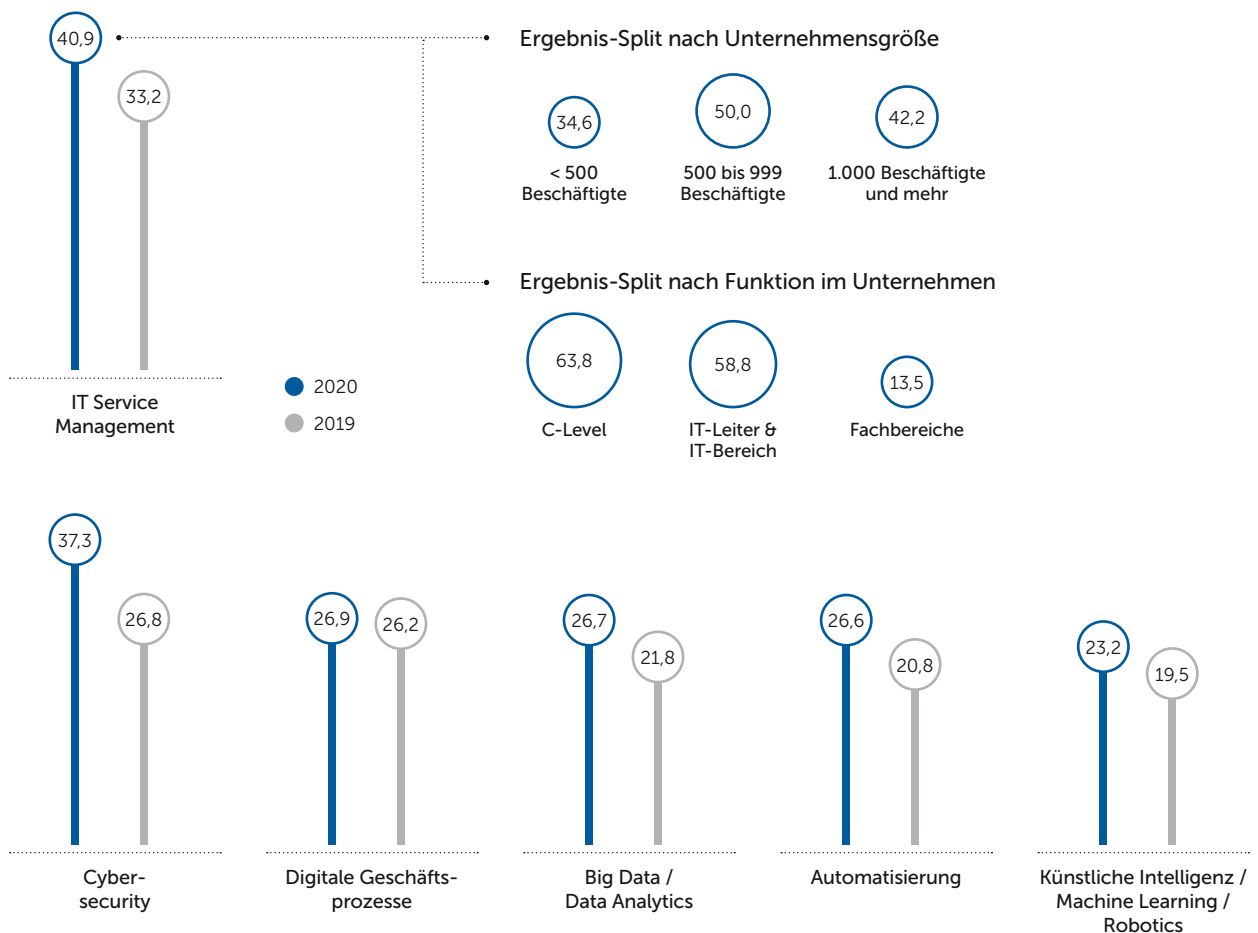 40,9
33,2
IT Service
Management
2020
2019
Ergebnis-Split nach Unternehmensgröße
34,6
50,0
42,2
< 500
Beschäftigte
500 bis 999
Beschäftigte
1.000 Beschäftigte
und mehr
Ergebnis-Split nach Funktion im Unternehmen
63,8
58,8
13,5
C-Level
IT-Leiter &
IT-Bereich
Fachbereiche
37,3
26,8
Cyber-
security
26,9
26,2
Digitale Geschäfts-
prozesse
26,7
21,8
Big Data /
Data Analytics
26,6
20,8
Automatisierung
23,2
19,5
Künstliche Intelligenz /
Machine Learning /
Robotics